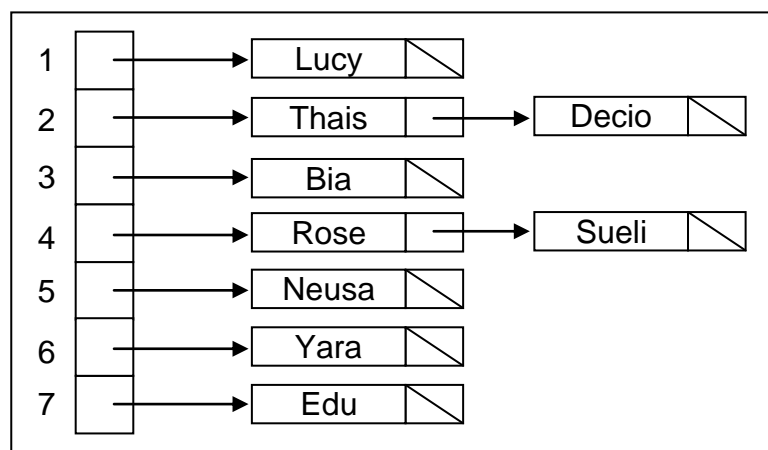 1 Lucy
2 Thais Decio
3 Bia
4 Rose Sueli
5 Neusa
6 Yara
7 Edu